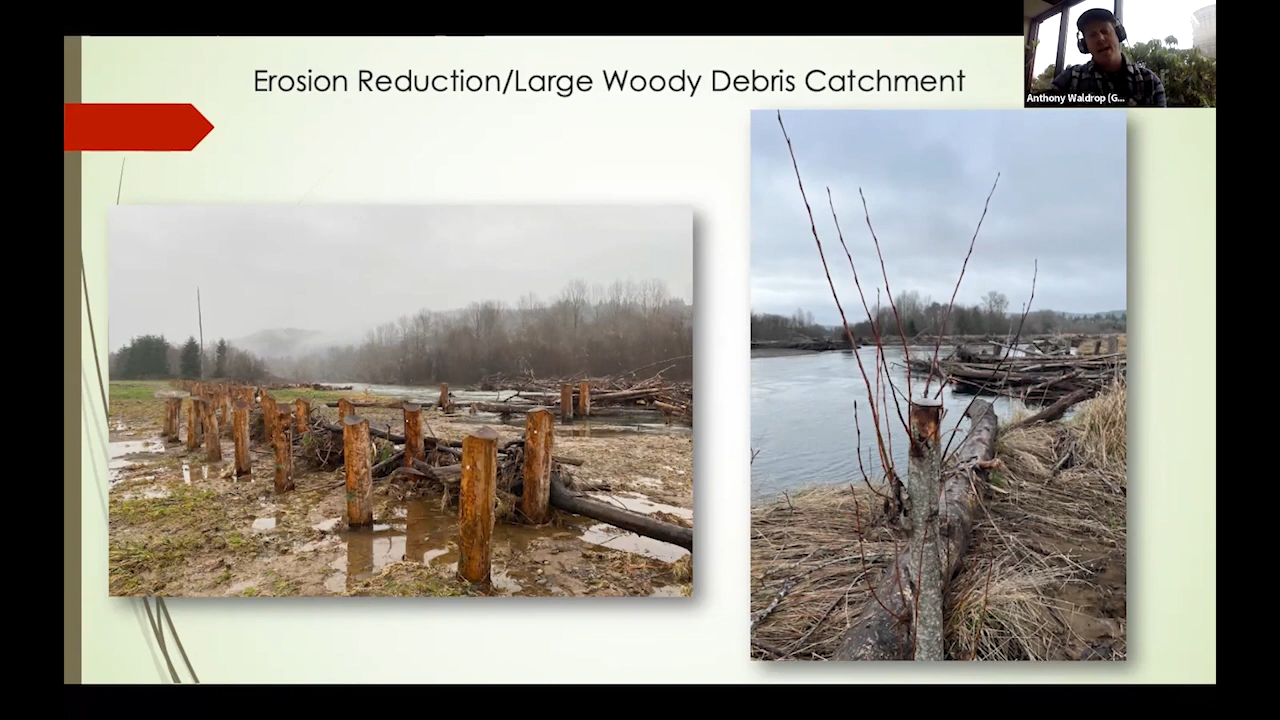 Erosion Reduction/Large Woody Debris Catchment
Anthony Waldrop (G...